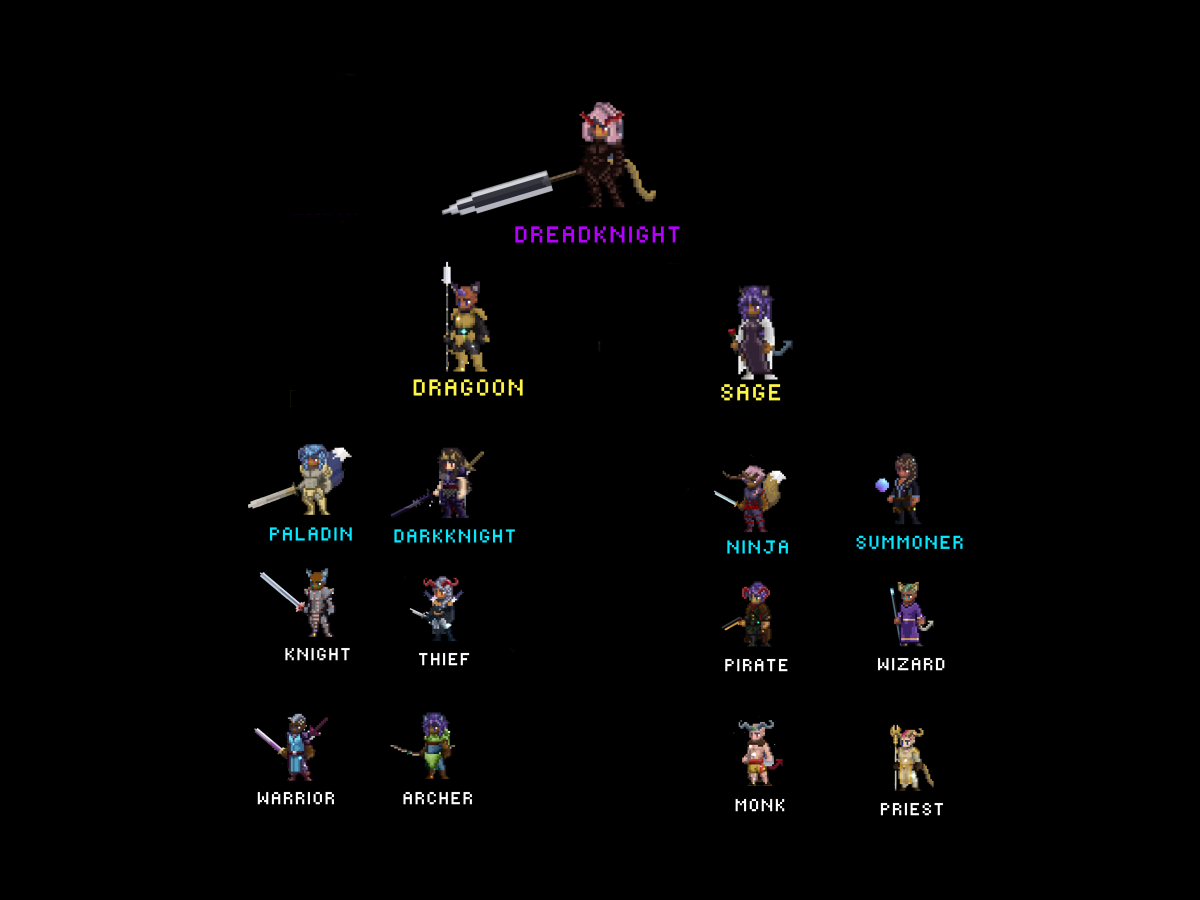 DREADKNIGHT
DRAGOON
SAGE
PALADIN
DARKKNIGHT
NINJA
SUMMONER
KNIGHT
THIEF
PIRATE
WIZARD
WARRIOR
ARCHER
MONK
PRIEST